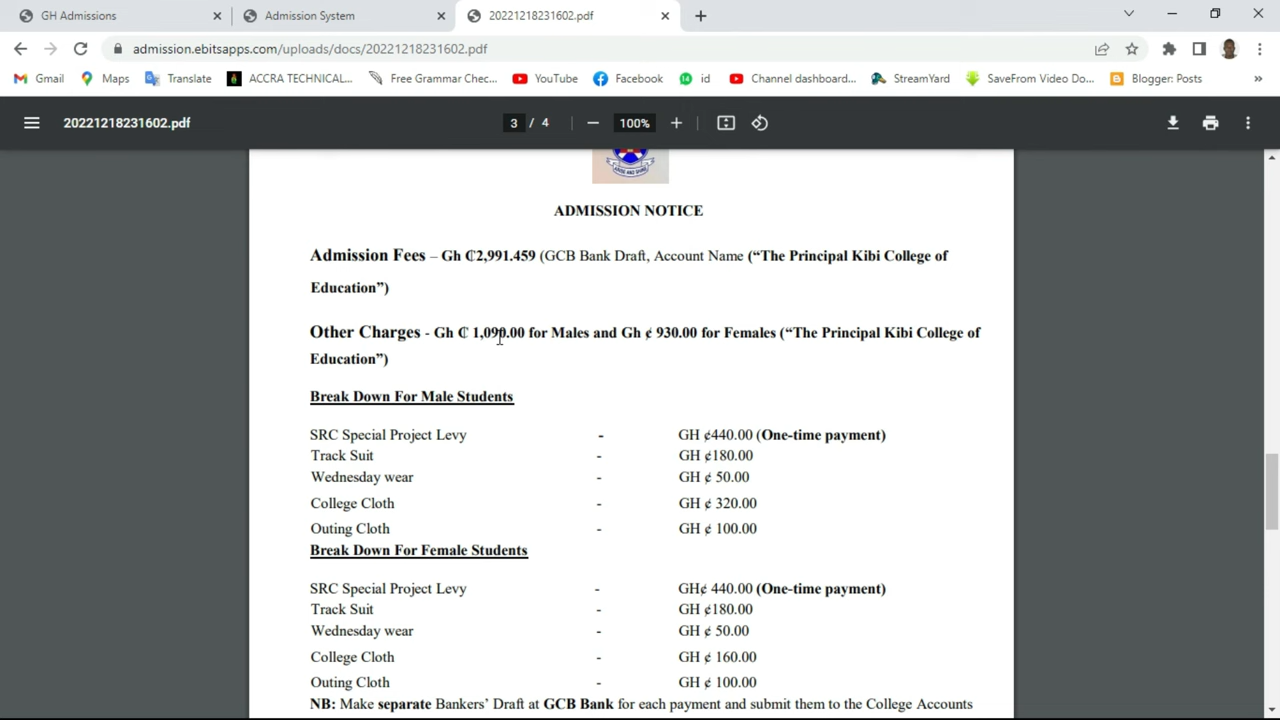 GH Admissions
Admission System
20221218231602.pdf
admission.ebitsapps.com/uploads/docs/20221218231602.pdf
Gmail
Maps
Translate
ACCRA TECHNICAL...
Free Grammar Chec...
YouTube
Facebook
id
Channel dashboard...
StreamYard
SaveFrom Video Do...
Blogger: Posts
»
20221218231602.pdf
3 / 4
100%
ARISE AND SHINE
ADMISSION NOTICE
Admission Fees – Gh ₵2,991.459 (GCB Bank Draft, Account Name (“The Principal Kibi College of
Education”)
Other Charges - Gh ₵ 1,090.00 for Males and Gh ¢ 930.00 for Females (“The Principal Kibi College of
Education”)
Break Down For Male Students
SRC Special Project Levy - GH ¢440.00 (One-time payment)
Track Suit - GH ¢180.00
Wednesday wear - GH ¢ 50.00
College Cloth - GH ¢ 320.00
Outing Cloth - GH ¢ 100.00
Break Down For Female Students
SRC Special Project Levy - GH¢ 440.00 (One-time payment)
Track Suit - GH ¢180.00
Wednesday wear - GH ¢ 50.00
College Cloth - GH ¢ 160.00
Outing Cloth - GH ¢ 100.00
NB: Make separate Bankers’ Draft at GCB Bank for each payment and submit them to the College Accounts